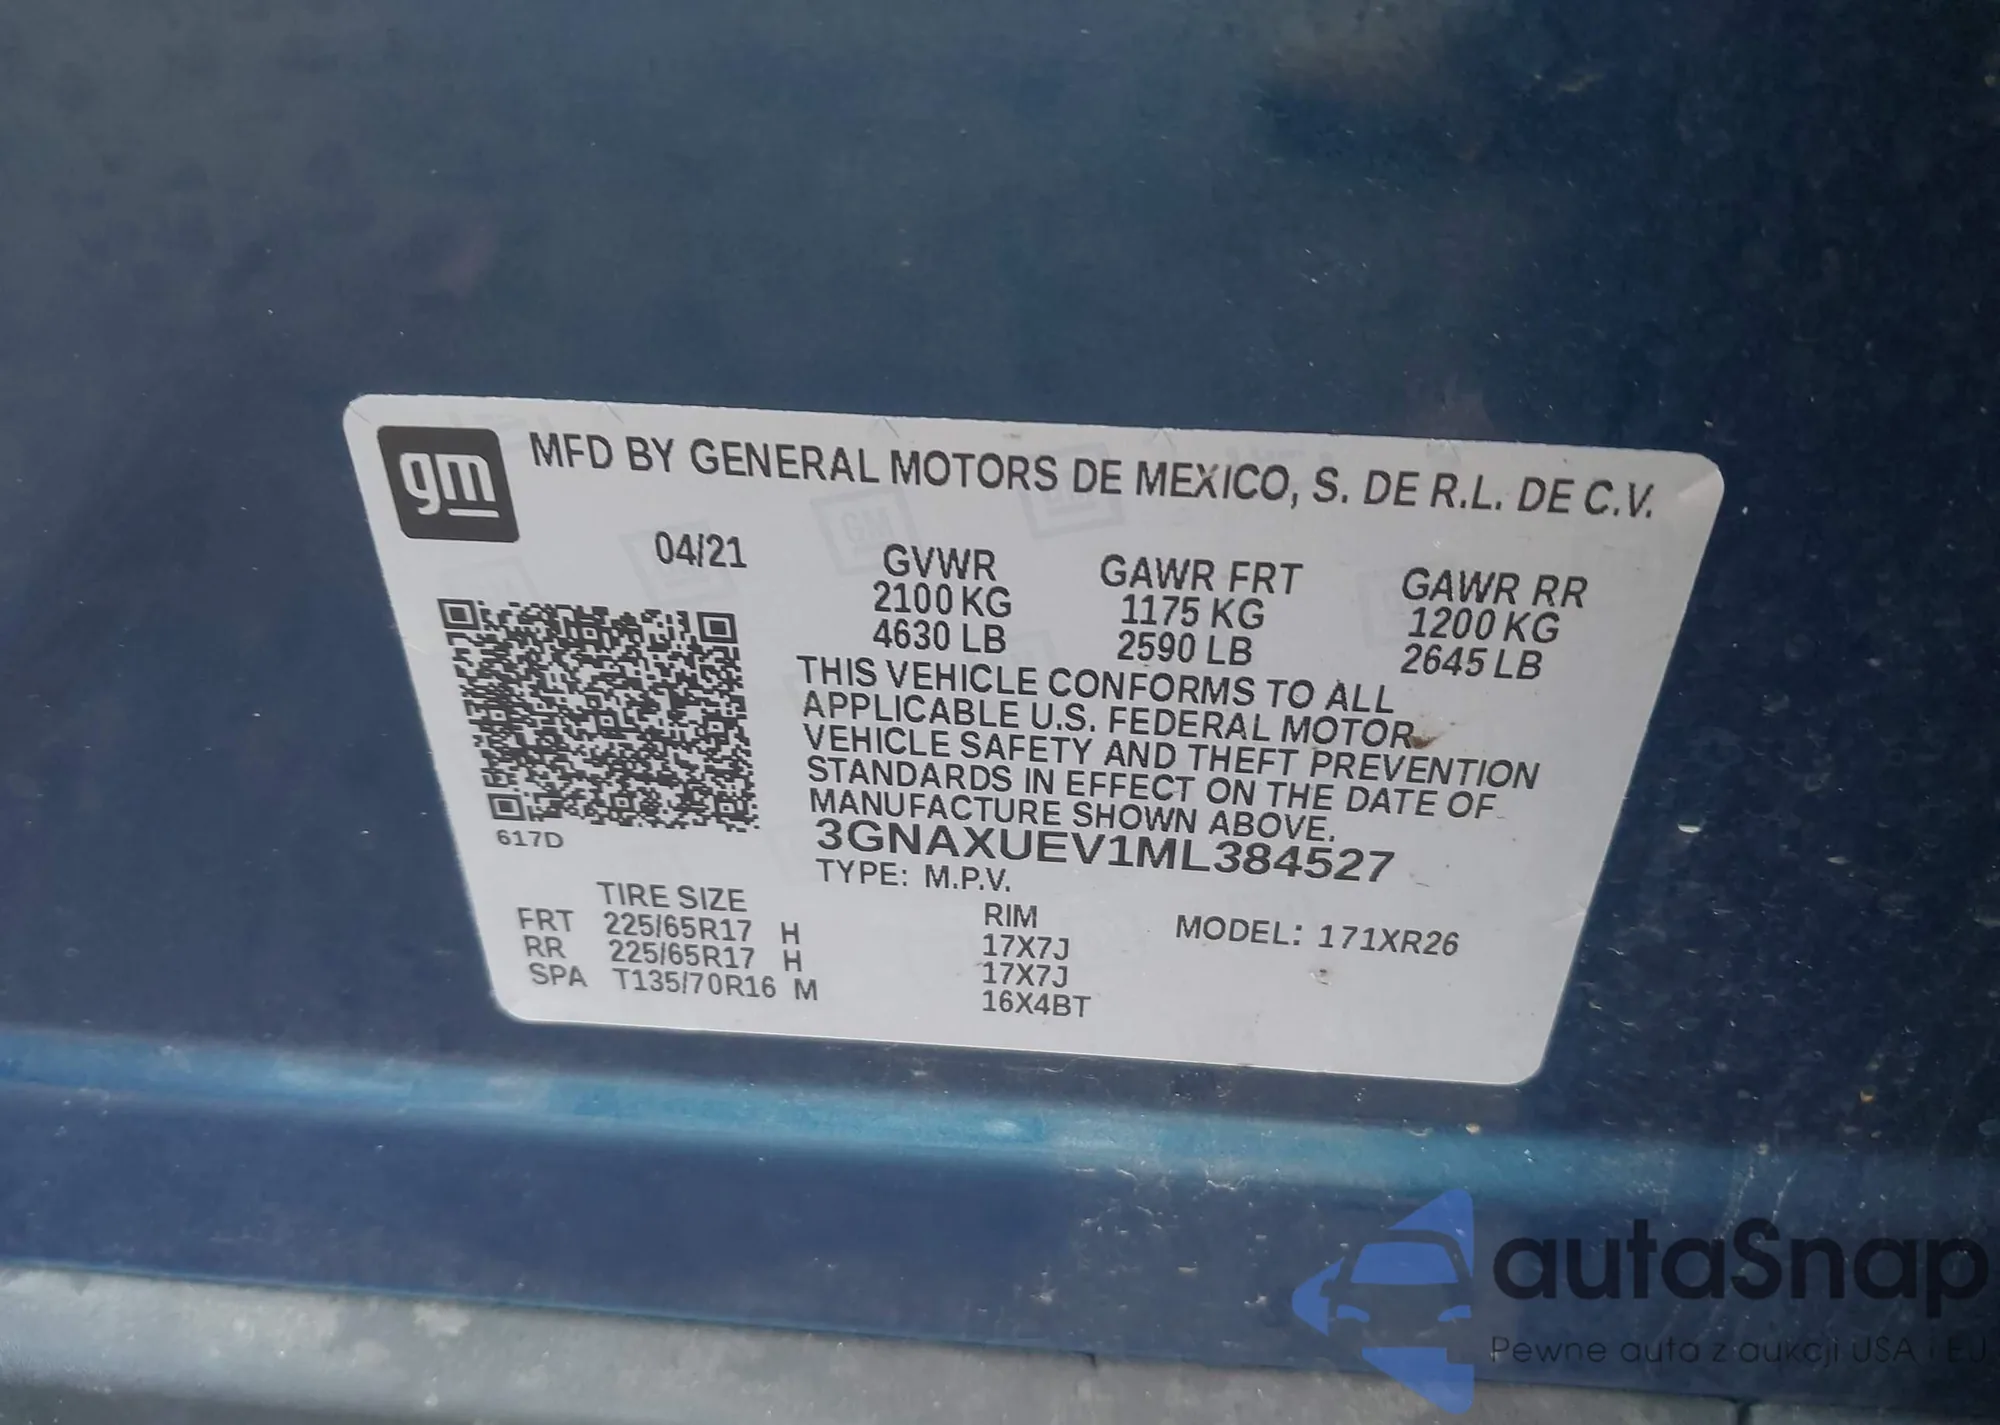 gm
MFD BY GENERAL MOTORS DE MEXICO, S. DE R.L. DE C.V.
04/21
GVWR GAWR FRT GAWR RR
2100 KG 1175 KG 1200 KG
4630 LB 2590 LB 2645 LB
THIS VEHICLE CONFORMS TO ALL
APPLICABLE U.S. FEDERAL MOTOR
VEHICLE SAFETY AND THEFT PREVENTION
STANDARDS IN EFFECT ON THE DATE OF
MANUFACTURE SHOWN ABOVE.
3GNAXUEV1ML384527
617D
TYPE: M.P.V.
TIRE SIZE RIM MODEL: 171XR26
FRT 225/65R17 H 17X7J
RR 225/65R17 H 17X7J
SPA T135/70R16 M 16X4BT
autaSnap
Pewne auta z aukcji USA i EU